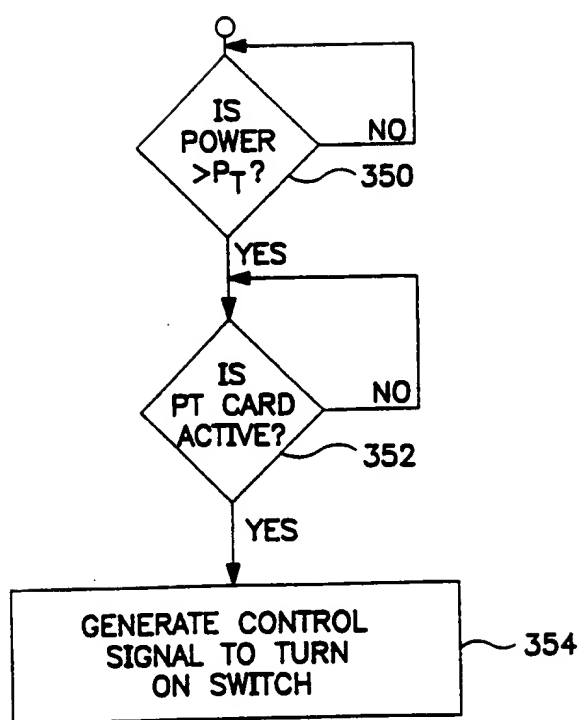 IS
POWER
>PT?
NO
350
YES
IS
PT CARD
ACTIVE?
NO
352
YES
GENERATE CONTROL
SIGNAL TO TURN
ON SWITCH
354